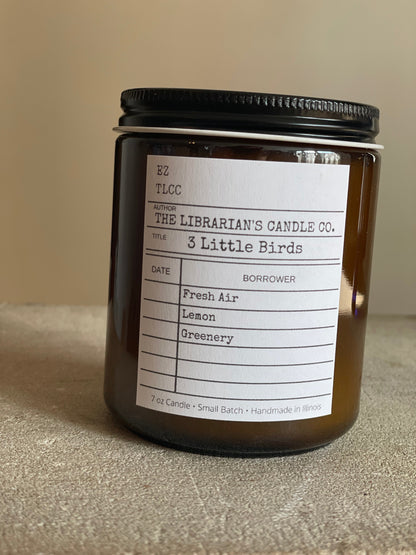 EZ
TLCC
AUTHOR
THE LIBRARIAN'S CANDLE CO.
TITLE 3 Little Birds
DATE BORROWER
Fresh Air
Lemon
Greenery
7 oz Candle • Small Batch • Handmade in Illinois